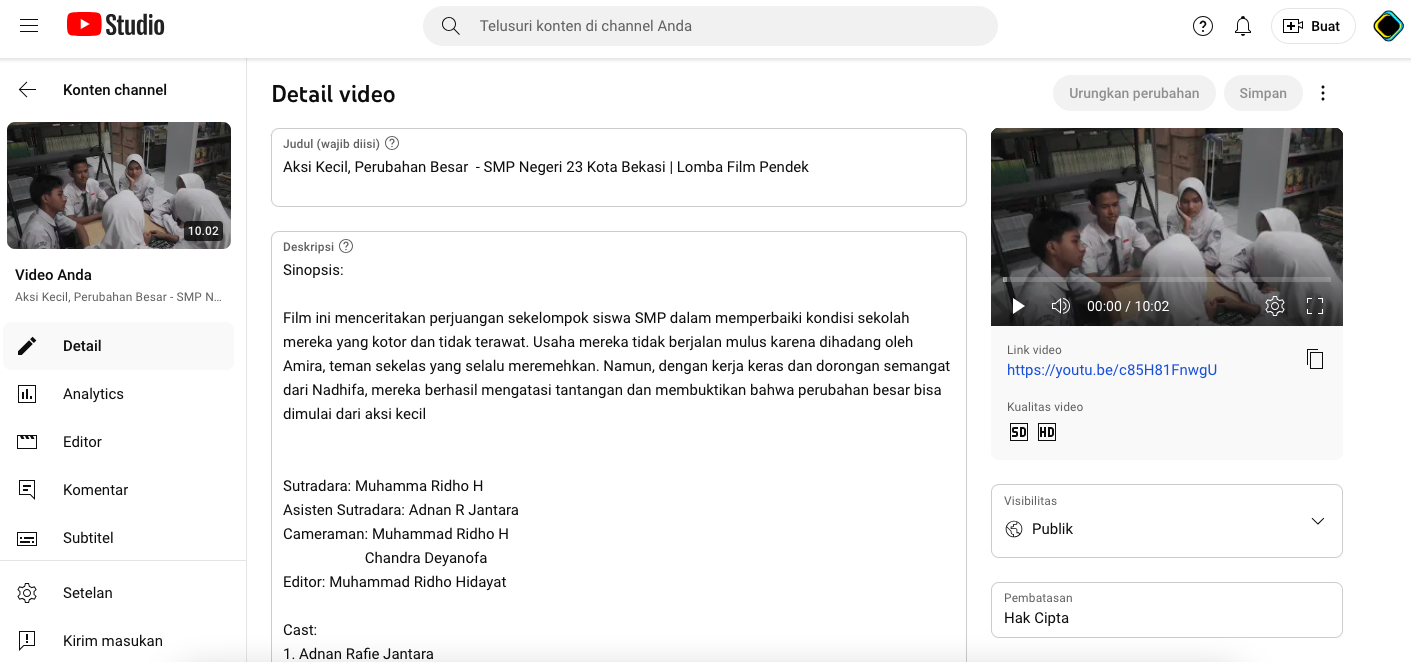 Studio
Telusuri konten di channel Anda
Buat
Konten channel
10.02
Video Anda
Aksi Kecil, Perubahan Besar - SMP N...
Detail
Analytics
Editor
Komentar
Subtitel
Setelan
Kirim masukan
Detail video
Urungkan perubahan
Simpan
Judul (wajib diisi)
Aksi Kecil, Perubahan Besar  - SMP Negeri 23 Kota Bekasi | Lomba Film Pendek
Deskripsi
Sinopsis:
Film ini menceritakan perjuangan sekelompok siswa SMP dalam memperbaiki kondisi sekolah
mereka yang kotor dan tidak terawat. Usaha mereka tidak berjalan mulus karena dihadang oleh
Amira, teman sekelas yang selalu meremehkan. Namun, dengan kerja keras dan dorongan semangat
dari Nadhifa, mereka berhasil mengatasi tantangan dan membuktikan bahwa perubahan besar bisa
dimulai dari aksi kecil
Sutradara: Muhamma Ridho H
Asisten Sutradara: Adnan R Jantara
Cameraman: Muhammad Ridho H
Chandra Deyanofa
Editor: Muhammad Ridho Hidayat
Cast:
1. Adnan Rafie Jantara
00:00 / 10:02
Link video
https://youtu.be/c85H81FnwgU
Kualitas video
SD HD
Visibilitas
Publik
Pembatasan
Hak Cipta